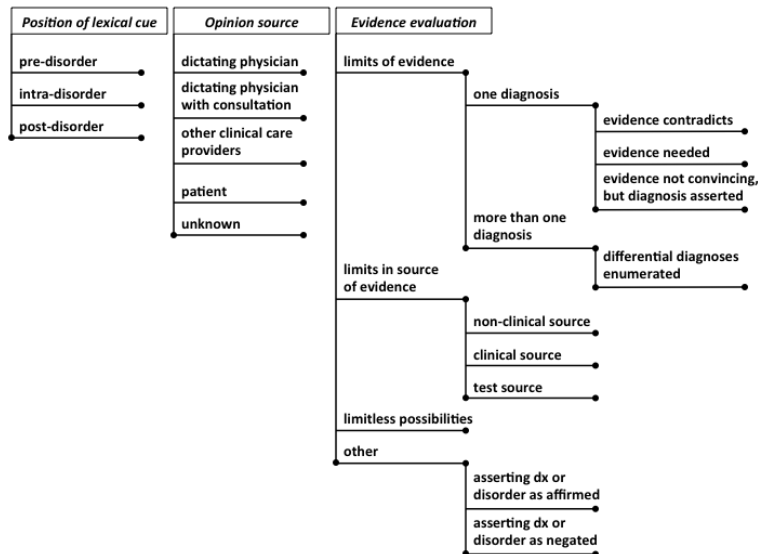 Position of lexical cue
pre-disorder
intra-disorder
post-disorder
Opinion source
dictating physician
dictating physician
with consultation
other clinical care
providers
patient
unknown
Evidence evaluation
limits of evidence
one diagnosis
evidence contradicts
evidence needed
evidence not convincing,
but diagnosis asserted
more than one
diagnosis
differential diagnoses
enumerated
limits in source
of evidence
non-clinical source
clinical source
test source
limitless possibilities
other
asserting dx or
disorder as affirmed
asserting dx or
disorder as negated